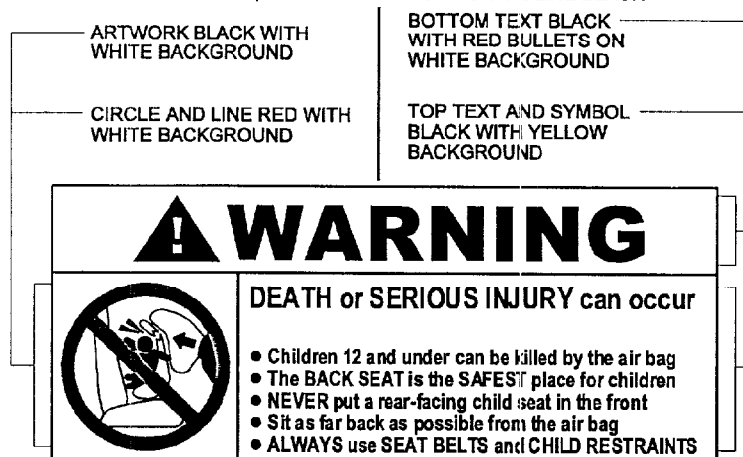 ARTWORK BLACK WITH
WHITE BACKGROUND
CIRCLE AND LINE RED WITH
WHITE BACKGROUND
BOTTOM TEXT BLACK
WITH RED BULLETS ON
WHITE BACKGROUND
TOP TEXT AND SYMBOL
BLACK WITH YELLOW
BACKGROUND
WARNING
DEATH or SERIOUS INJURY can occur
• Children 12 and under can be killed by the air bag
• The BACK SEAT is the SAFEST place for children
• NEVER put a rear-facing child seat in the front
• Sit as far back as possible from the air bag
• ALWAYS use SEAT BELTS and CHILD RESTRAINTS